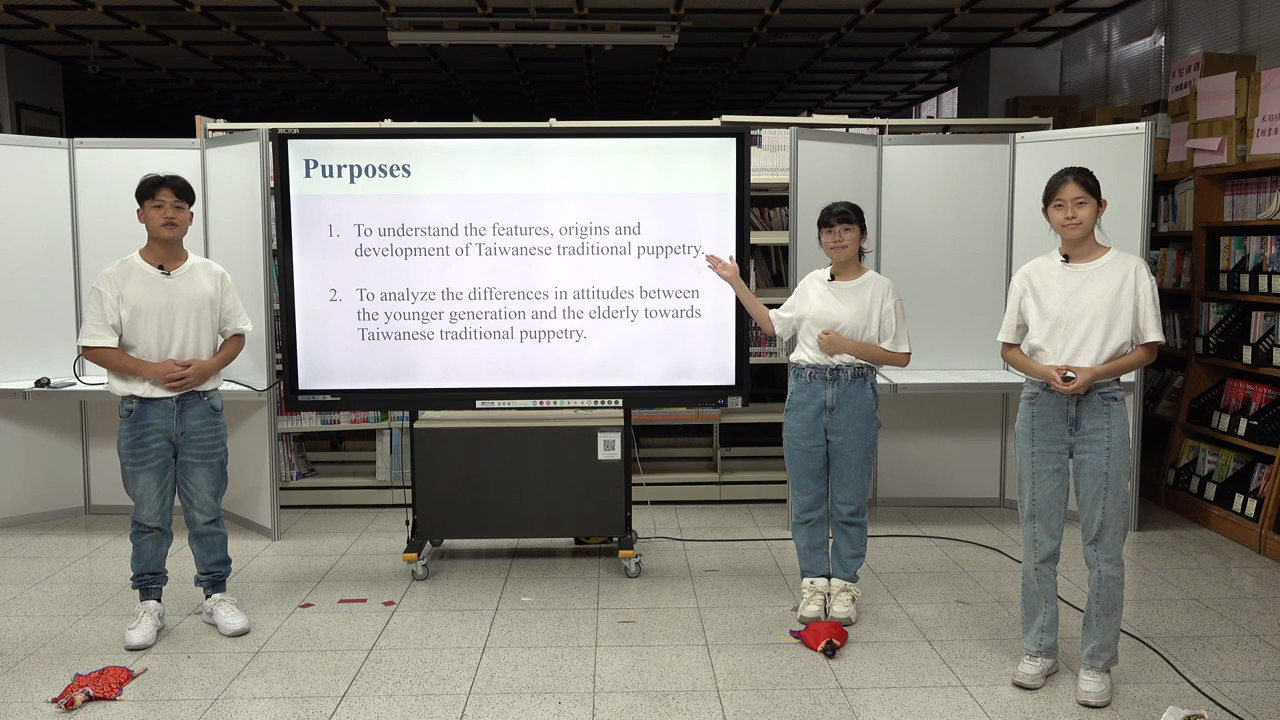 Purposes
1. To understand the features, origins and
development of Taiwanese traditional puppetry.
2. To analyze the differences in attitudes between
the younger generation and the elderly towards
Taiwanese traditional puppetry.